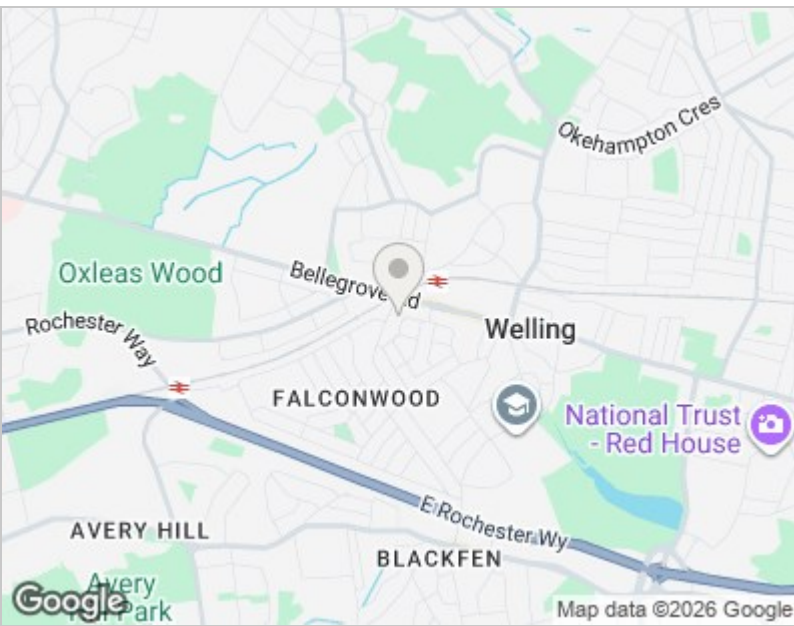 Okehampton Cres
Oxleas Wood
Bellegrove Rd
Rochester Way
Welling
FALCONWOOD
National Trust
- Red House
E Rochester Wy
AVERY HILL
BLACKFEN
Avery
Hill Park
Google
Map data ©2026 Google